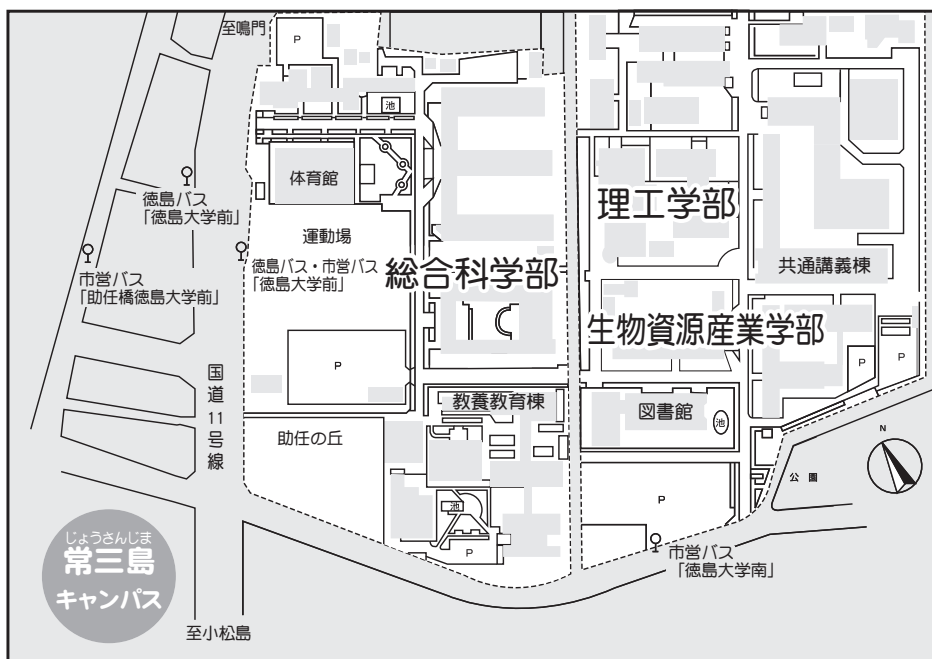 至鳴門
P
池
体育館
徳島バス
「徳島大学前」
運動場
市営バス
「助任橋徳島大学前」
徳島バス・市営バス
「徳島大学前」
総合科学部
理工学部
共通講義棟
生物資源産業学部
P
P
P
国道11号線
教養教育棟
図書館
池
助任の丘
N
公園
P
池
P
市営バス
「徳島大学南」
じょうさんじま
常三島
キャンパス
至小松島